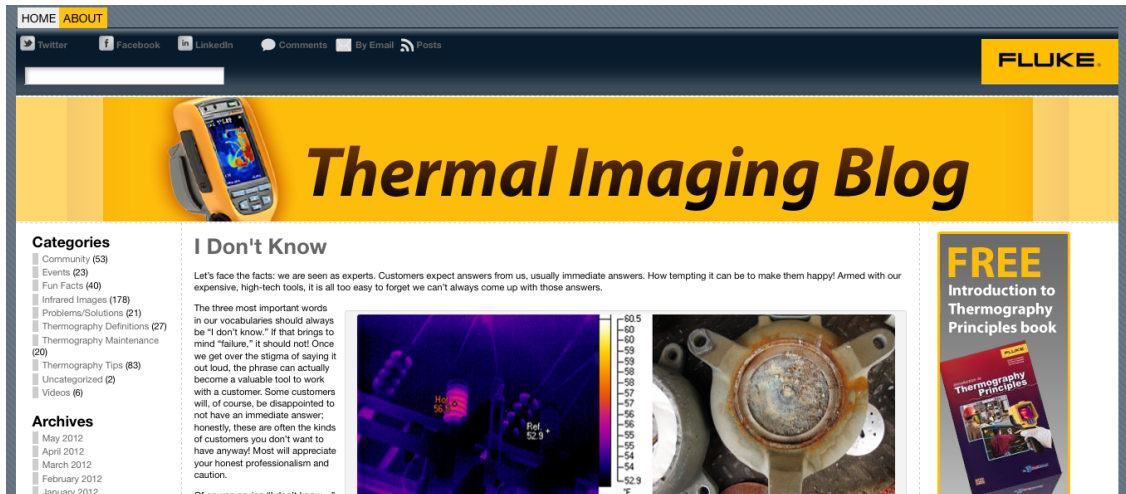 HOME ABOUT
Twitter Facebook LinkedIn Comments By Email Posts
FLUKE®
Thermal Imaging Blog
Categories
Community (53)
Events (23)
Fun Facts (40)
Infrared Images (178)
Problems/Solutions (21)
Thermography Definitions (27)
Thermography Maintenance
(20)
Thermography Tips (83)
Uncategorized (2)
Videos (6)
Archives
May 2012
April 2012
March 2012
February 2012
January 2012
I Don't Know
Let's face the facts: we are seen as experts. Customers expect answers from us, usually immediate answers. How tempting it can be to make them happy! Armed with our
expensive, high-tech tools, it is all too easy to forget we can't always come up with those answers.
The three most important words
in our vocabularies should always
be “I don't know.” If that brings to
mind “failure,” it should not! Once
we get over the stigma of saying it
out loud, the phrase can actually
become a valuable tool to work
with a customer. Some customers
will, of course, be disappointed to
not have an immediate answer;
honestly, these are often the kinds
of customers you don't want to
have anyway! Most will appreciate
your honest professionalism and
caution.
60.5
60
60
59
59
58
58
57
57
56
56
55
55
54
54
52.9
°F
Ref.
52.9
FREE
Introduction to
Thermography
Principles book
FLUKE
Introduction to
Thermography
Principles